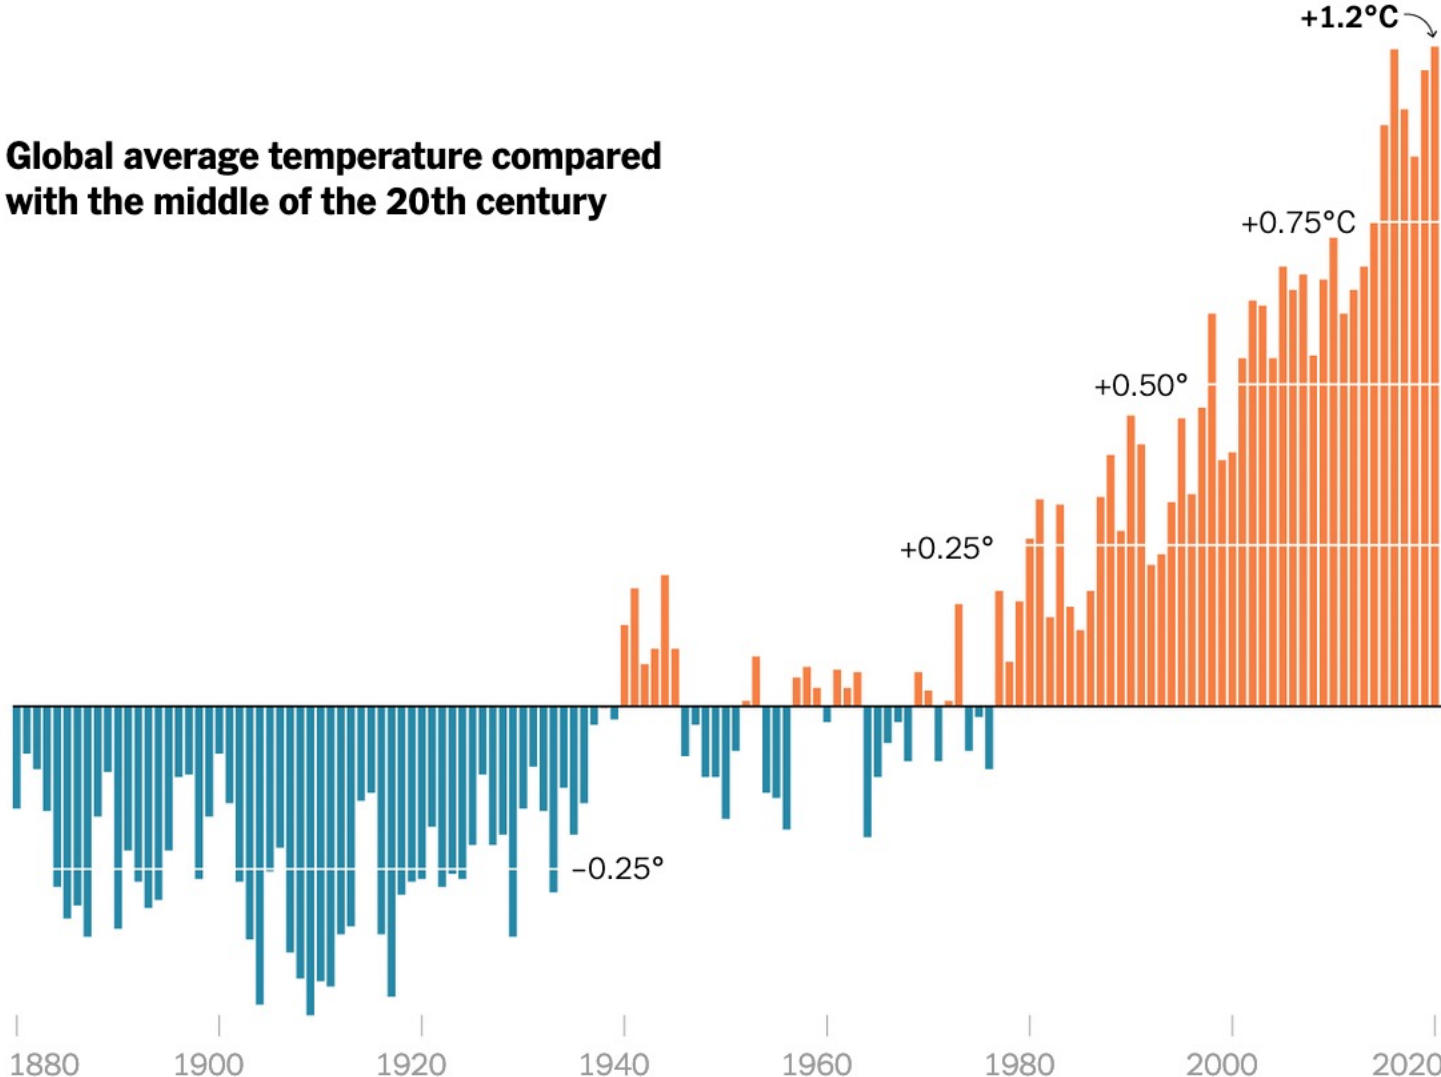 +1.2°C
Global average temperature compared
with the middle of the 20th century
+0.75°C
+0.50°
+0.25°
−0.25°
1880 1900 1920 1940 1960 1980 2000 2020